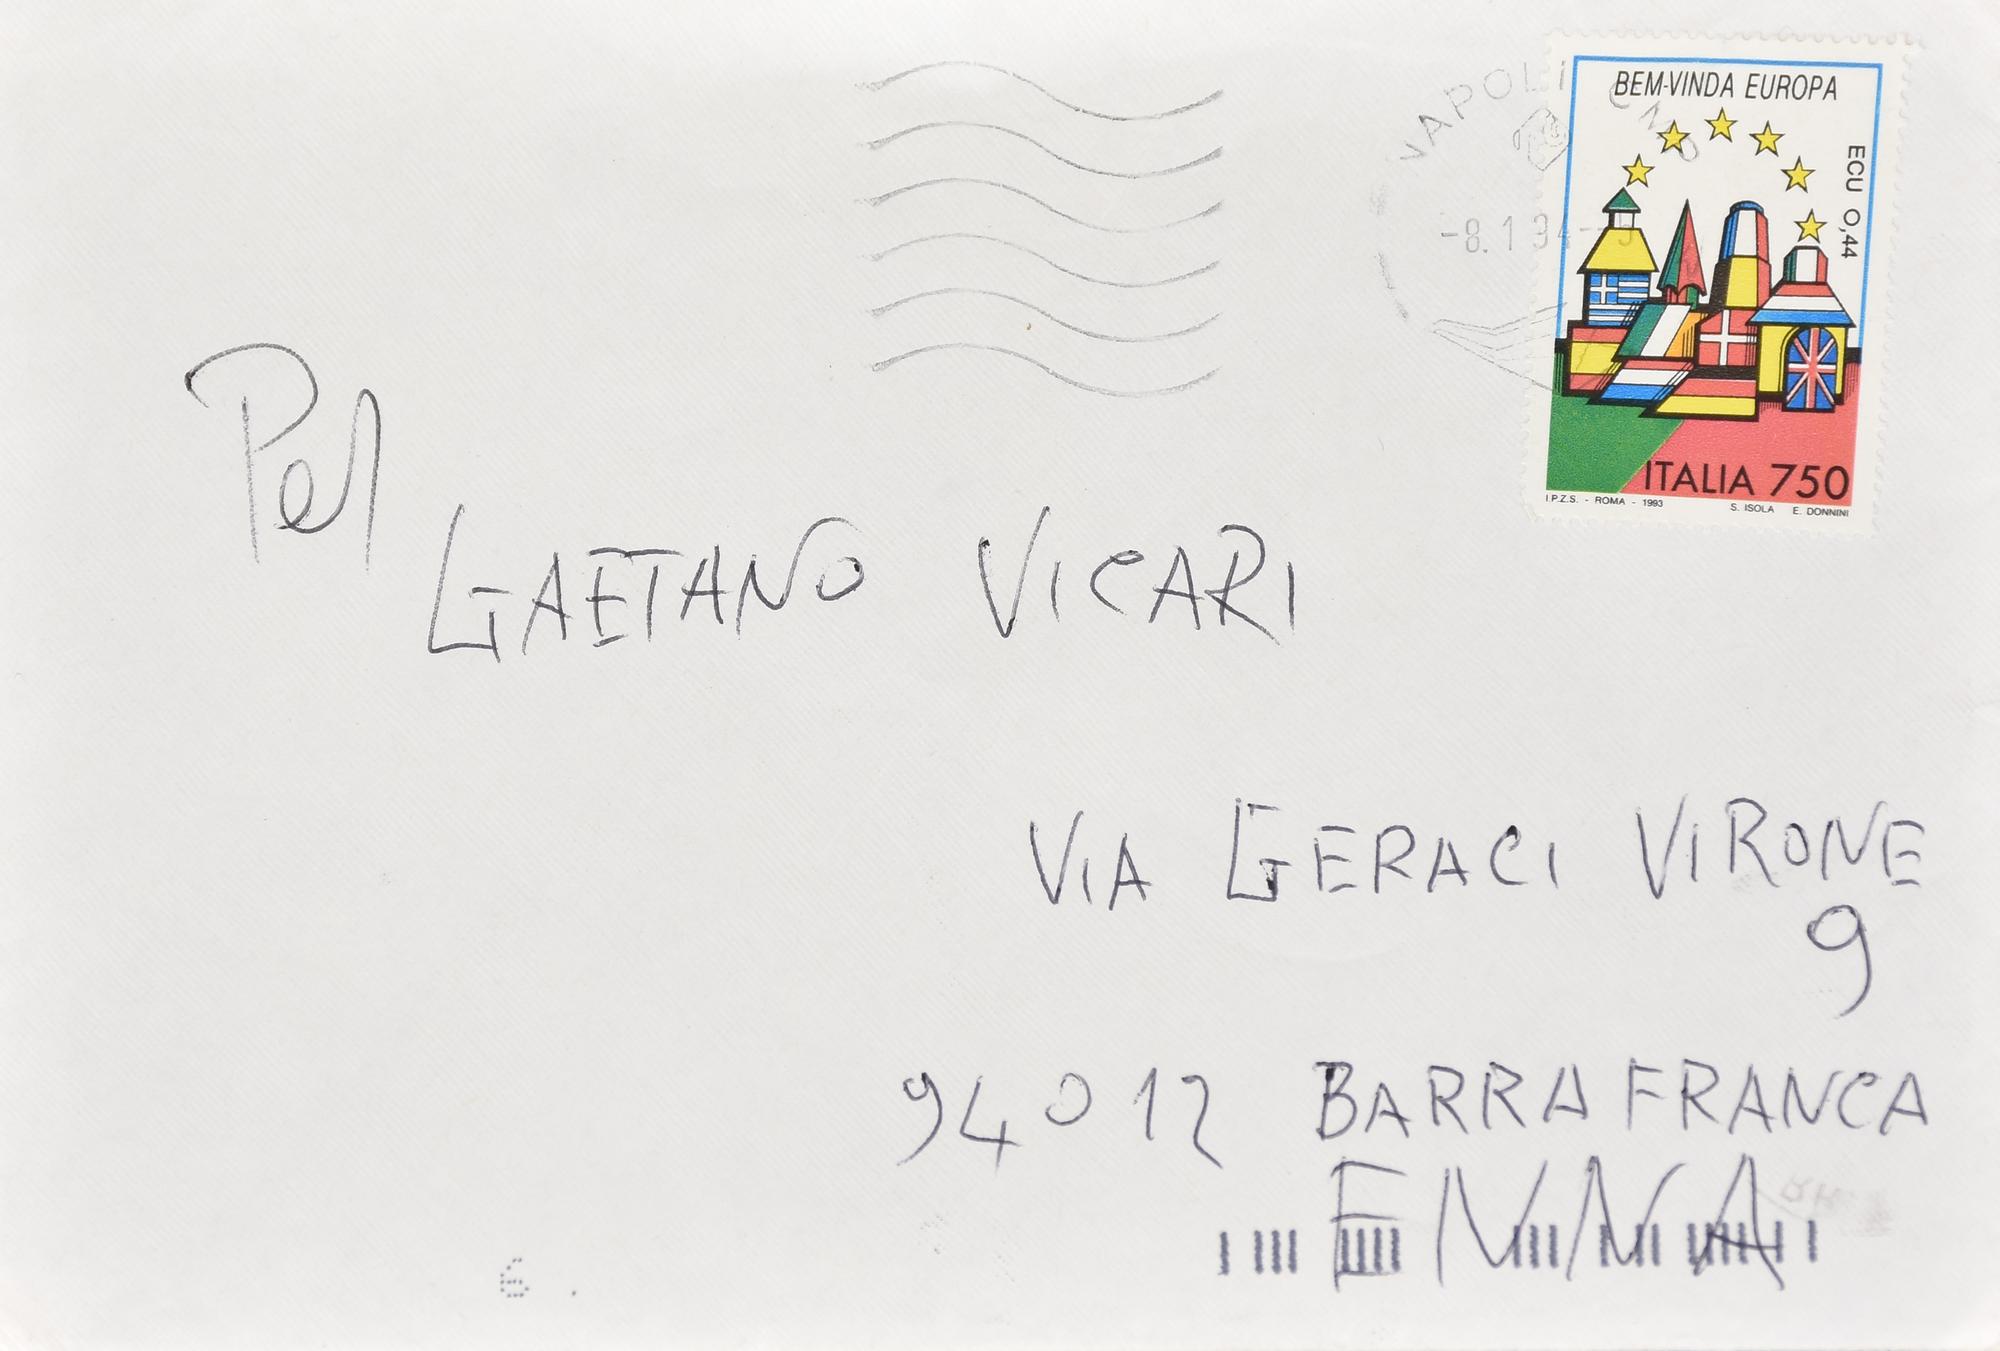 BEM-VINDA EUROPA
ECU 0,44
-8.1 94
ITALIA 750
I.P.Z.S. - ROMA - 1993 S. ISOLA E. DONNINI
Per
GAETANO VICARI
VIA GERACI VIRONE
9
94012 BARRAFRANCA
ENNA
6